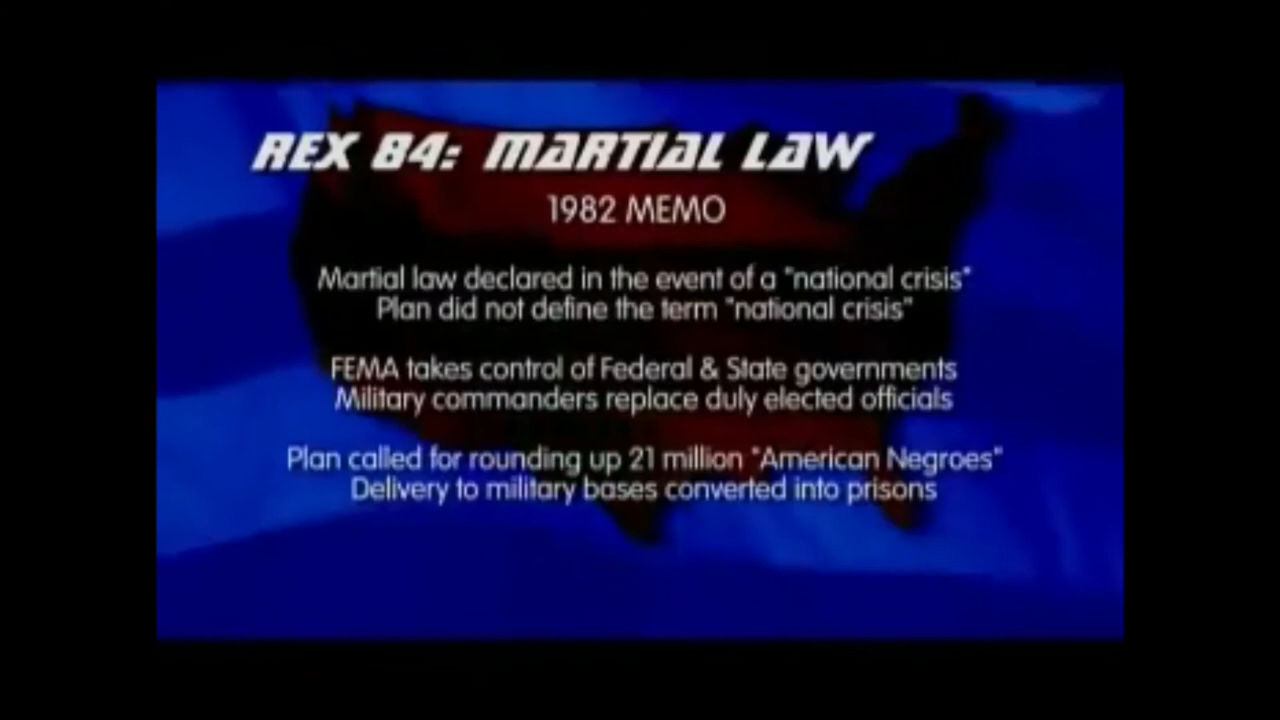 REX 84: MARTIAL LAW
1982 MEMO
Martial law declared in the event of a "national crisis"
Plan did not define the term "national crisis"
FEMA takes control of Federal & State governments
Military commanders replace duly elected officials
Plan called for rounding up 21 million "American Negroes"
Delivery to military bases converted into prisons